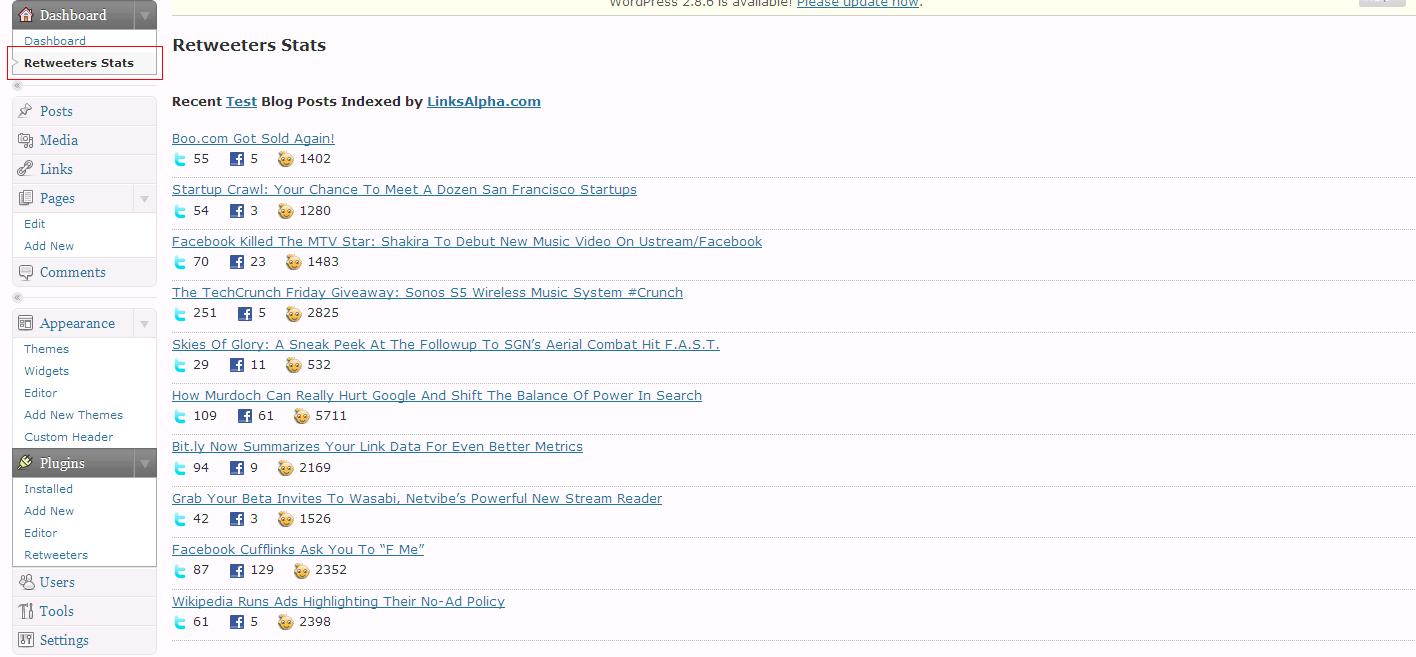 WordPress 2.8.6 is available! Please update now.
Dashboard
Dashboard
Retweeters Stats
Posts
Media
Links
Pages
Edit
Add New
Comments
Appearance
Themes
Widgets
Editor
Add New Themes
Custom Header
Plugins
Installed
Add New
Editor
Retweeters
Users
Tools
Settings
Retweeters Stats
Recent Test Blog Posts Indexed by LinksAlpha.com
Boo.com Got Sold Again!
55 5 1402
Startup Crawl: Your Chance To Meet A Dozen San Francisco Startups
54 3 1280
Facebook Killed The MTV Star: Shakira To Debut New Music Video On Ustream/Facebook
70 23 1483
The TechCrunch Friday Giveaway: Sonos S5 Wireless Music System #Crunch
251 5 2825
Skies Of Glory: A Sneak Peek At The Followup To SGN’s Aerial Combat Hit F.A.S.T.
29 11 532
How Murdoch Can Really Hurt Google And Shift The Balance Of Power In Search
109 61 5711
Bit.ly Now Summarizes Your Link Data For Even Better Metrics
94 9 2169
Grab Your Beta Invites To Wasabi, Netvibe’s Powerful New Stream Reader
42 3 1526
Facebook Cufflinks Ask You To “F Me”
87 129 2352
Wikipedia Runs Ads Highlighting Their No-Ad Policy
61 5 2398